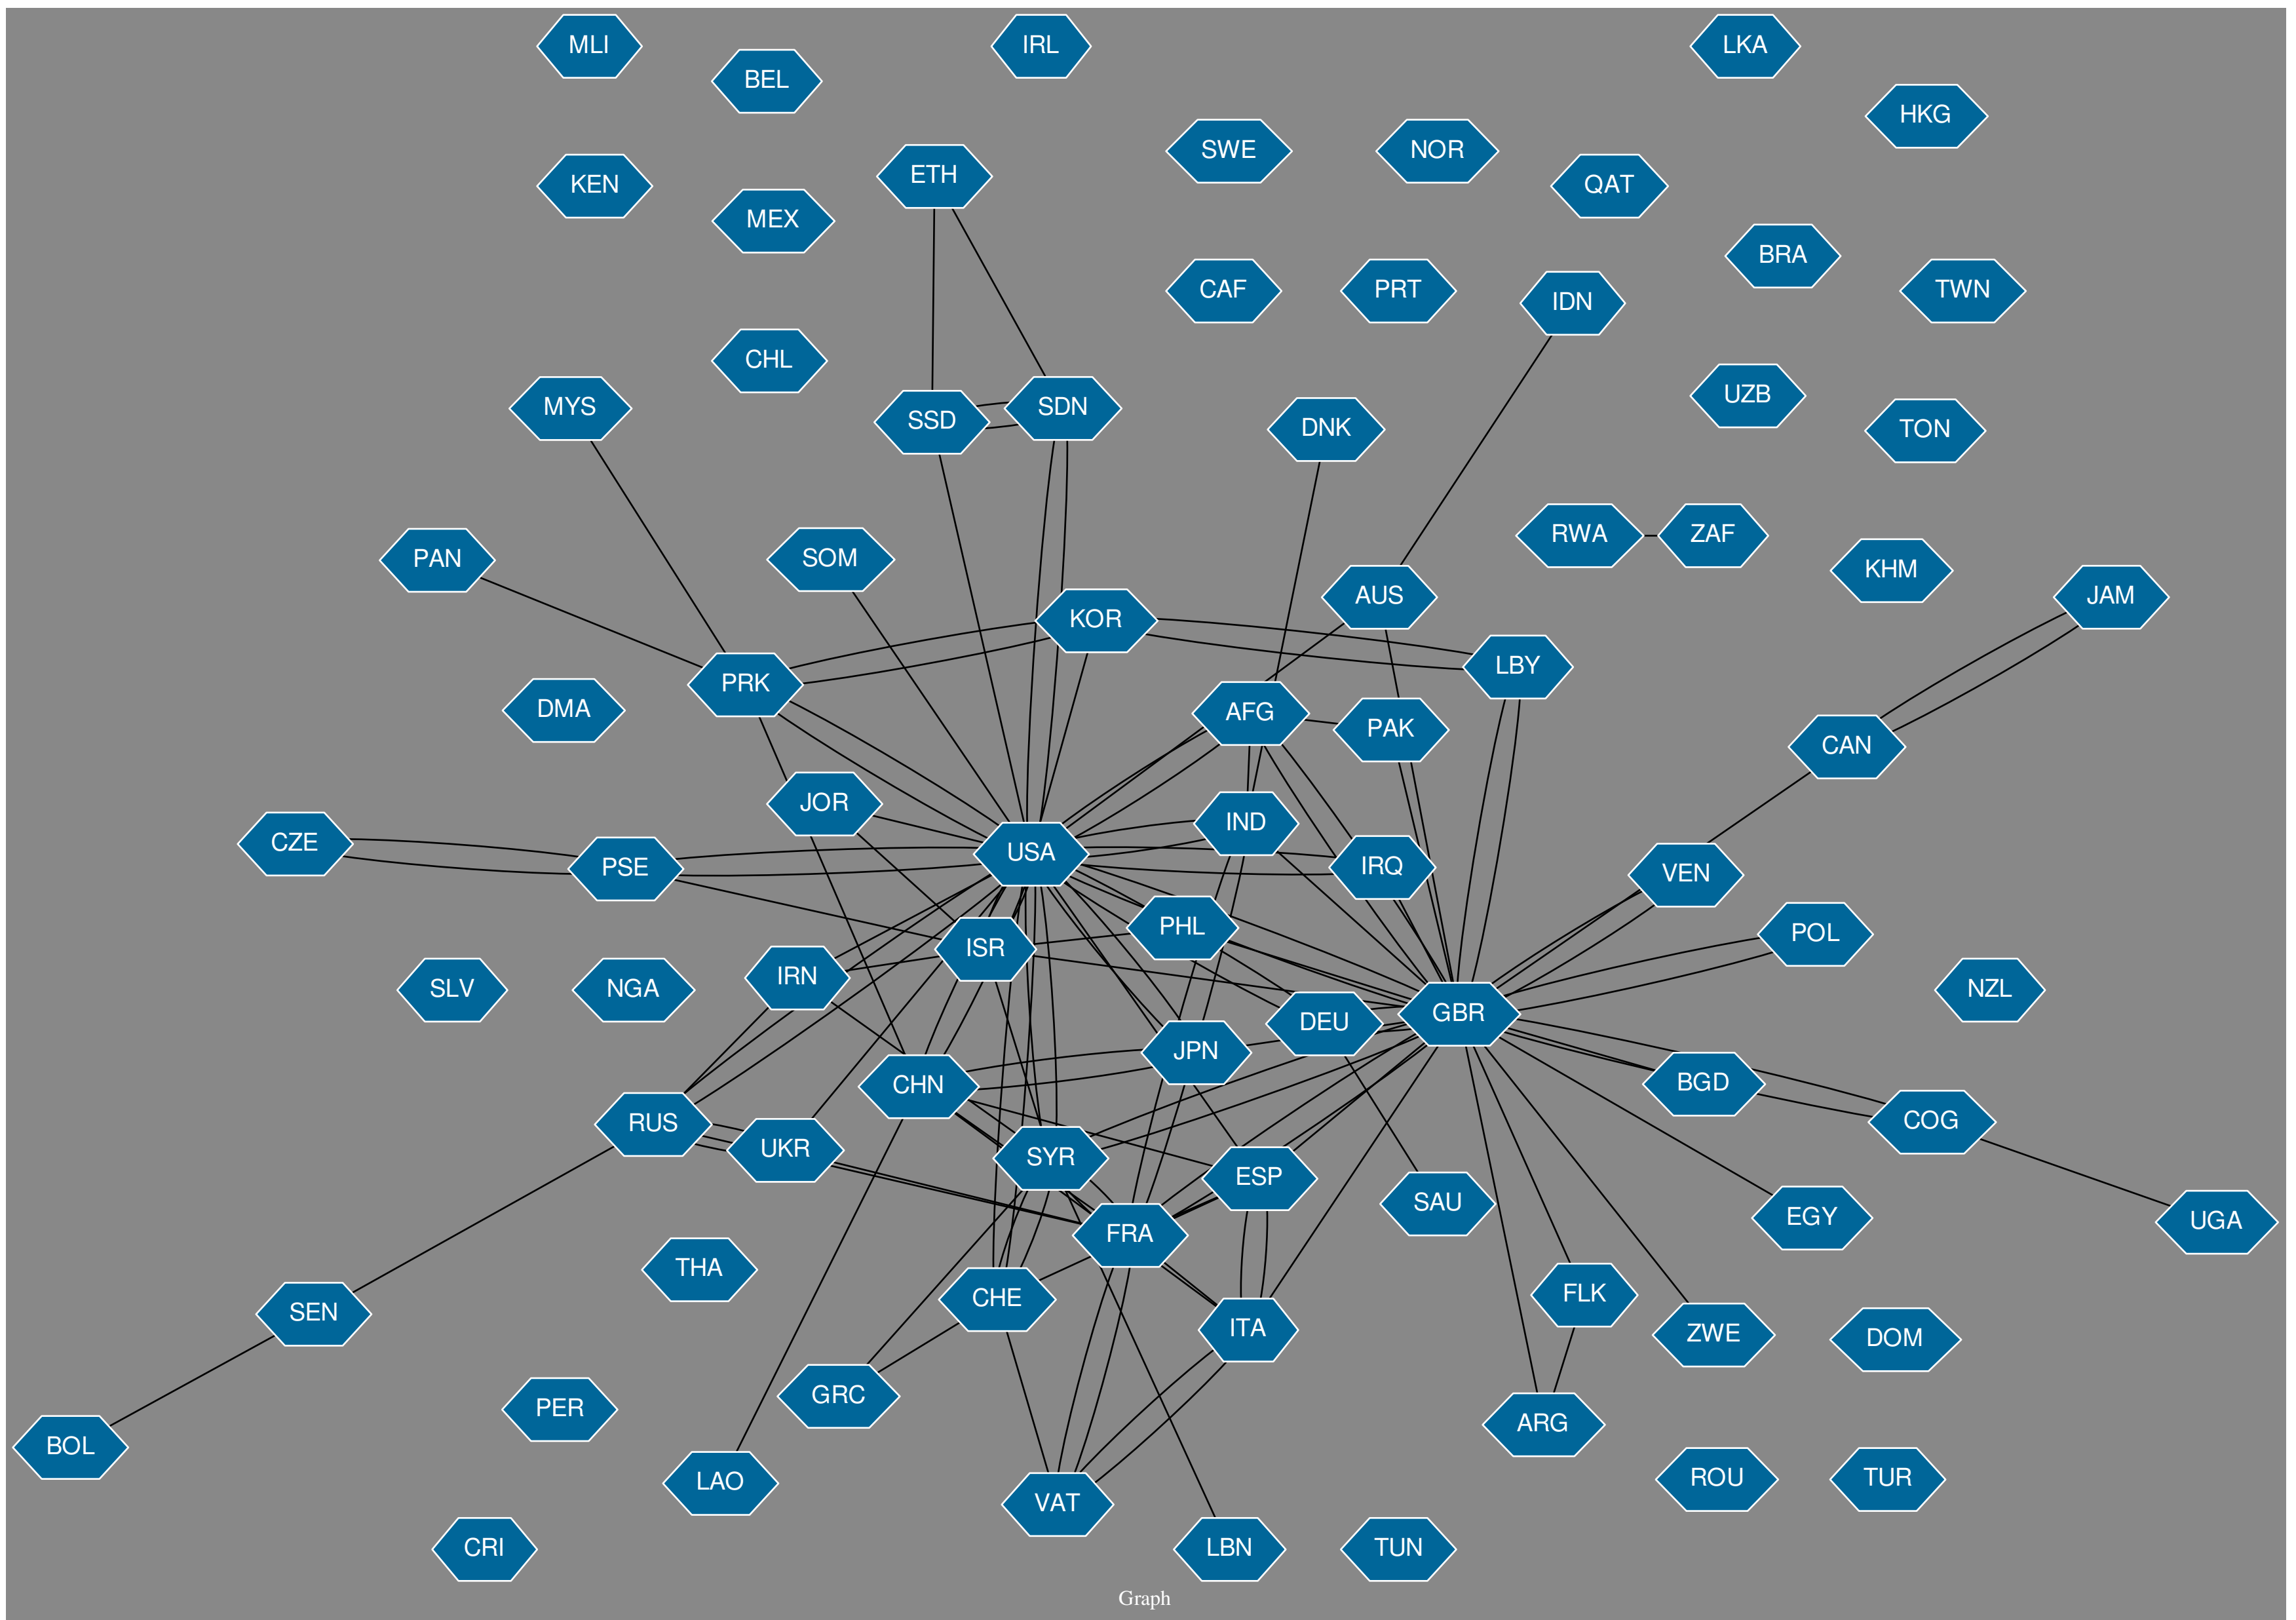 MLI
IRL
LKA
BEL
HKG
SWE
NOR
ETH
KEN
QAT
MEX
BRA
CAF
PRT
IDN
TWN
CHL
UZB
MYS
SDN
SSD
DNK
TON
RWA
ZAF
PAN
SOM
KHM
AUS
JAM
KOR
LBY
PRK
DMA
AFG
PAK
CAN
JOR
IND
CZE
USA
PSE
IRQ
VEN
PHL
POL
ISR
IRN
SLV
NGA
NZL
GBR
DEU
JPN
CHN
BGD
RUS
COG
UKR
SYR
ESP
SAU
EGY
UGA
FRA
THA
CHE
FLK
SEN
ITA
ZWE
DOM
GRC
PER
ARG
BOL
LAO
ROU
TUR
VAT
CRI
LBN
TUN
Graph